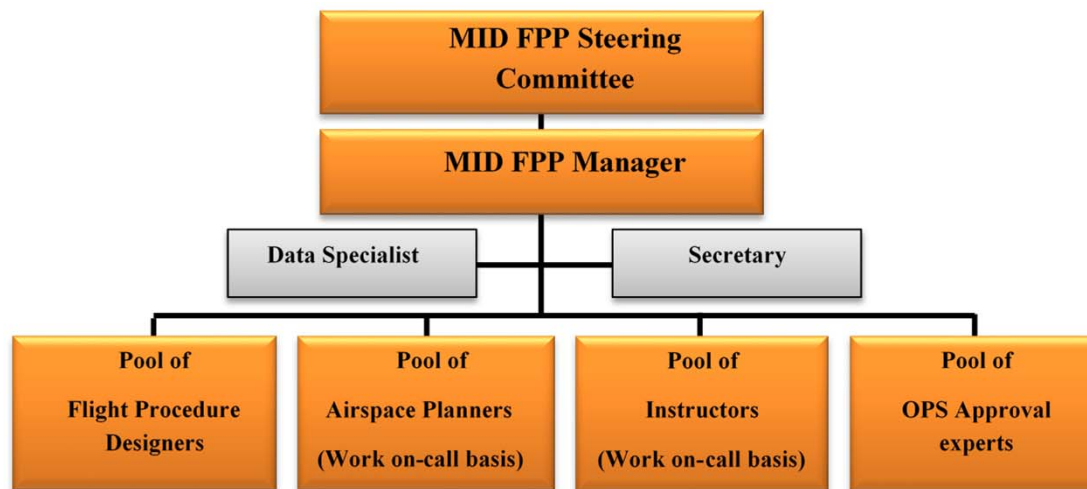 MID FPP Steering
Committee
MID FPP Manager
Data Specialist
Secretary
Pool of
Flight Procedure
Designers
Pool of
Airspace Planners
(Work on-call basis)
Pool of
Instructors
(Work on-call basis)
Pool of
OPS Approval
experts